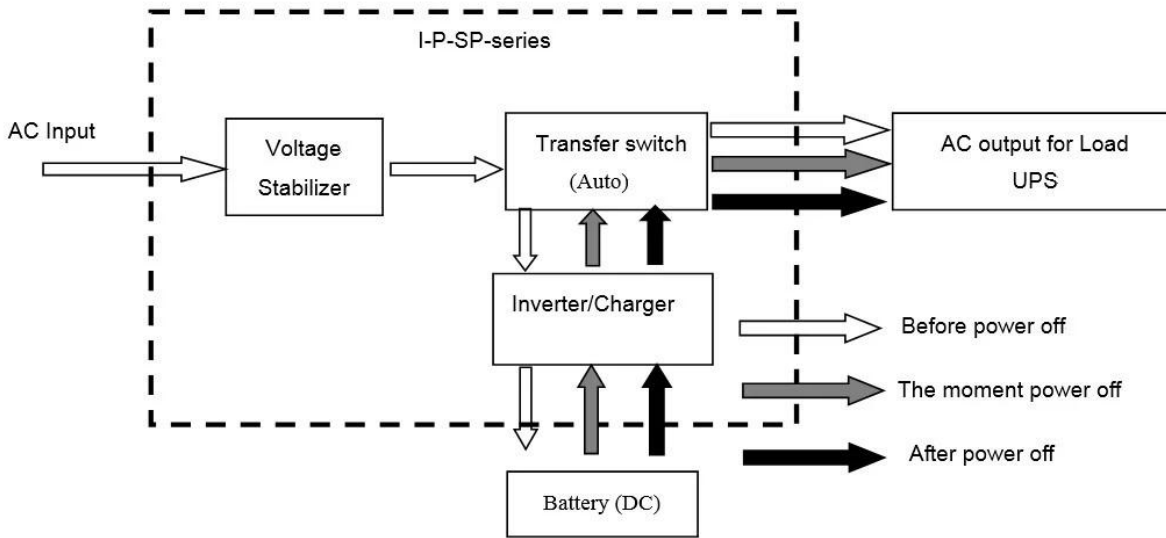 I-P-SP-series
AC Input
Voltage
Stabilizer
Transfer switch
(Auto)
AC output for Load
UPS
Inverter/Charger
Before power off
The moment power off
After power off
Battery (DC)